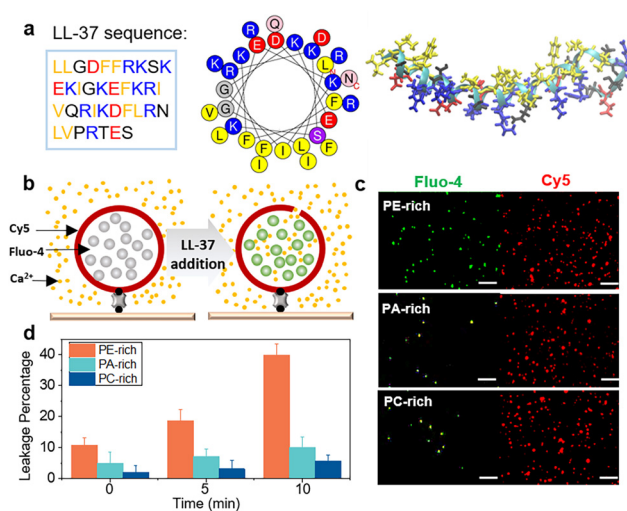 a
LL-37 sequence:
LLGDFFRKSK
EKIGKEFKRI
VQRIKDFLRN
LVPRTES
Q
R E D K D
K K K R
R L
K K N
G F R
V G
K E
L F S
F I L I F
I I
b
Cy5
Fluo-4
Ca²⁺
LL-37
addition
c
Fluo-4 Cy5
PE-rich
PA-rich
PC-rich
d
Leakage Percentage
40
30
20
10
0
PE-rich
PA-rich
PC-rich
0 5 10
Time (min)